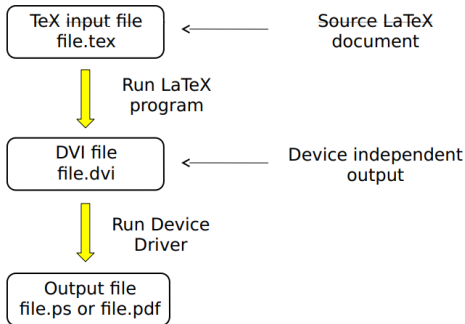 TeX input file
file.tex
Source LaTeX
document
Run LaTeX
program
DVI file
file.dvi
Device independent
output
Run Device
Driver
Output file
file.ps or file.pdf